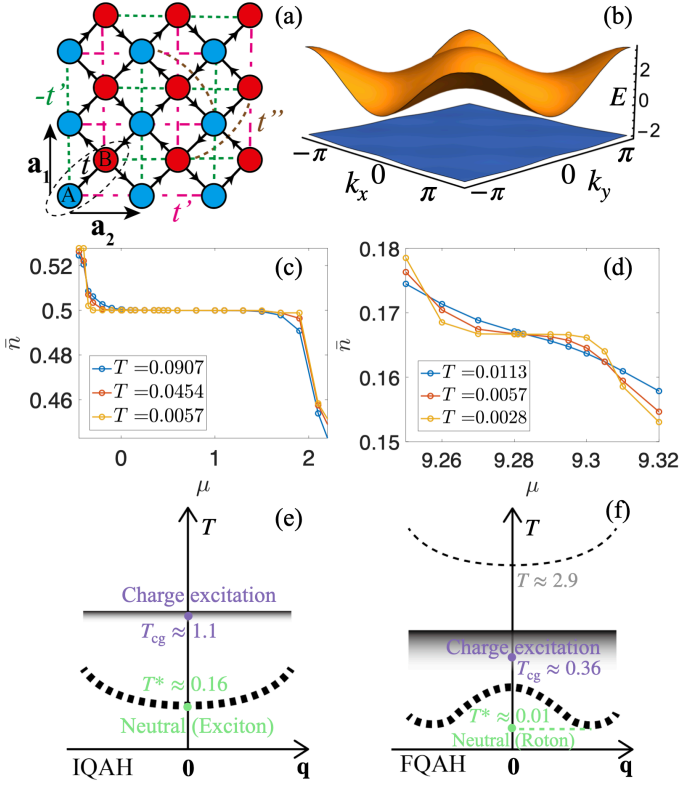 (a)
-t'
t''
a₁
t
B
A
t'
a₂
(b)
2
E
0
−2
−π
0
π
kₓ
−π
0
π
k_y
(c)
0.52
0.5
n̄
0.48
0.46
T =0.0907
T =0.0454
T =0.0057
0
1
2
μ
(d)
0.18
0.17
n̄
0.16
0.15
T =0.0113
T =0.0057
T =0.0028
9.26
9.28
9.3
9.32
μ
(e)
T
Charge excitation
T_cg ≈ 1.1
T* ≈ 0.16
Neutral (Exciton)
IQAH
0
q
(f)
T
T ≈ 2.9
Charge excitation
T_cg ≈ 0.36
T* ≈ 0.01
Neutral (Roton)
FQAH
0
q